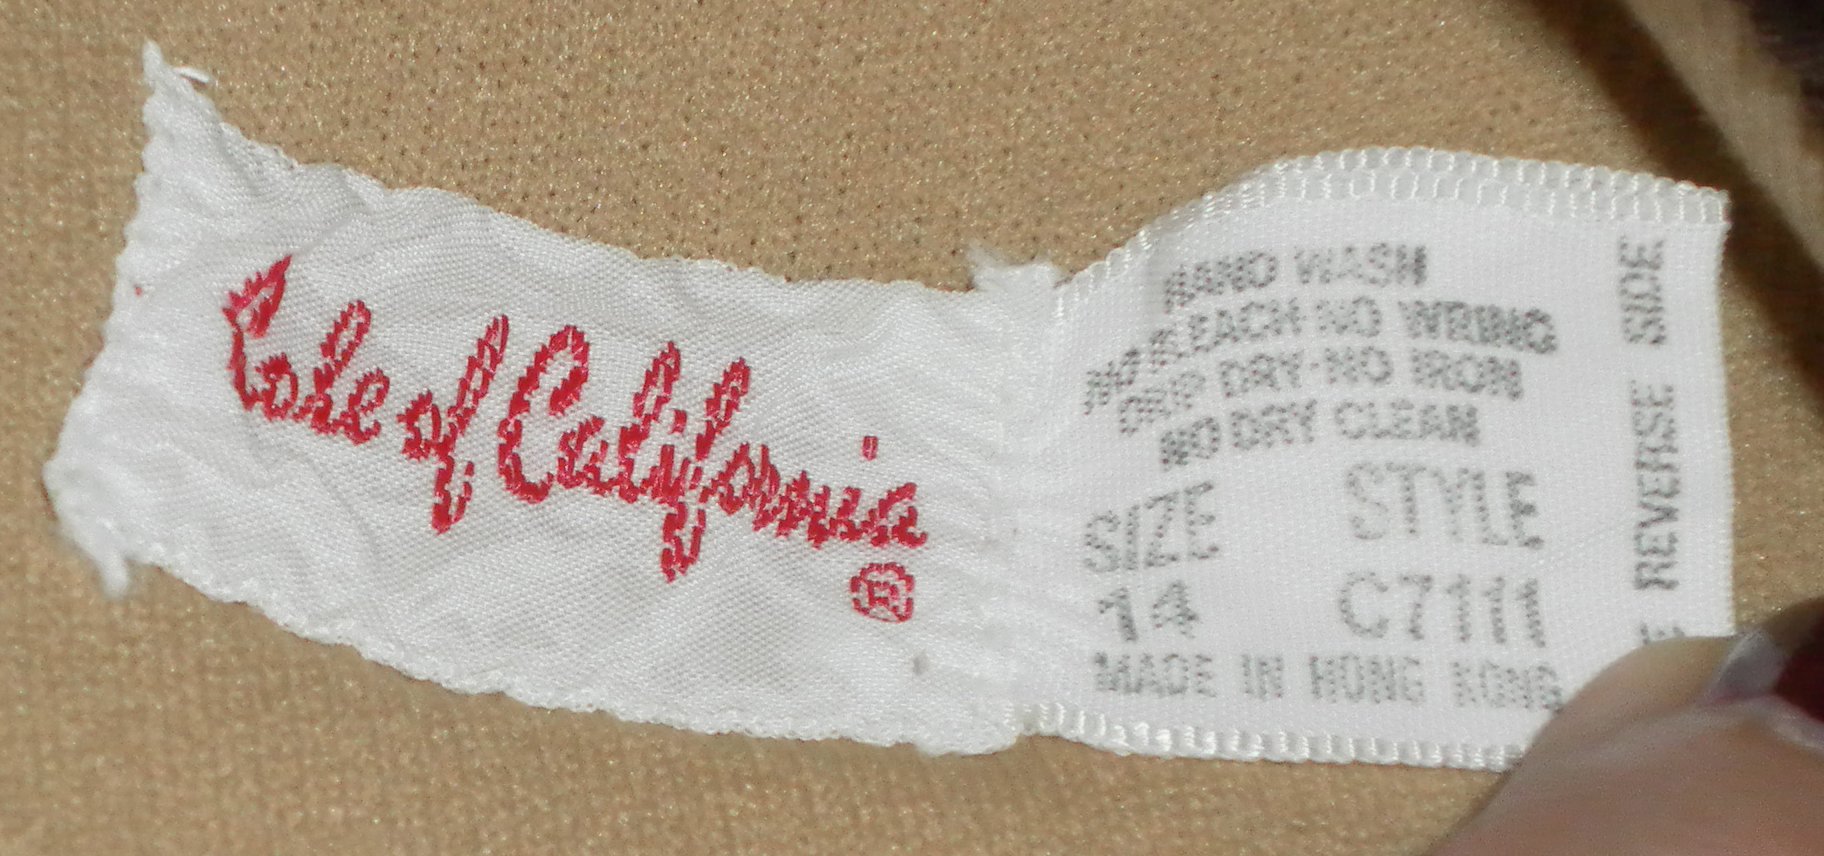 Cole of California
®
HAND WASH
NO BLEACH·NO WRING
DRIP DRY·NO IRON
NO DRY CLEAN
SIZE STYLE
14 C7111
MADE IN HONG KONG
REVERSE SIDE